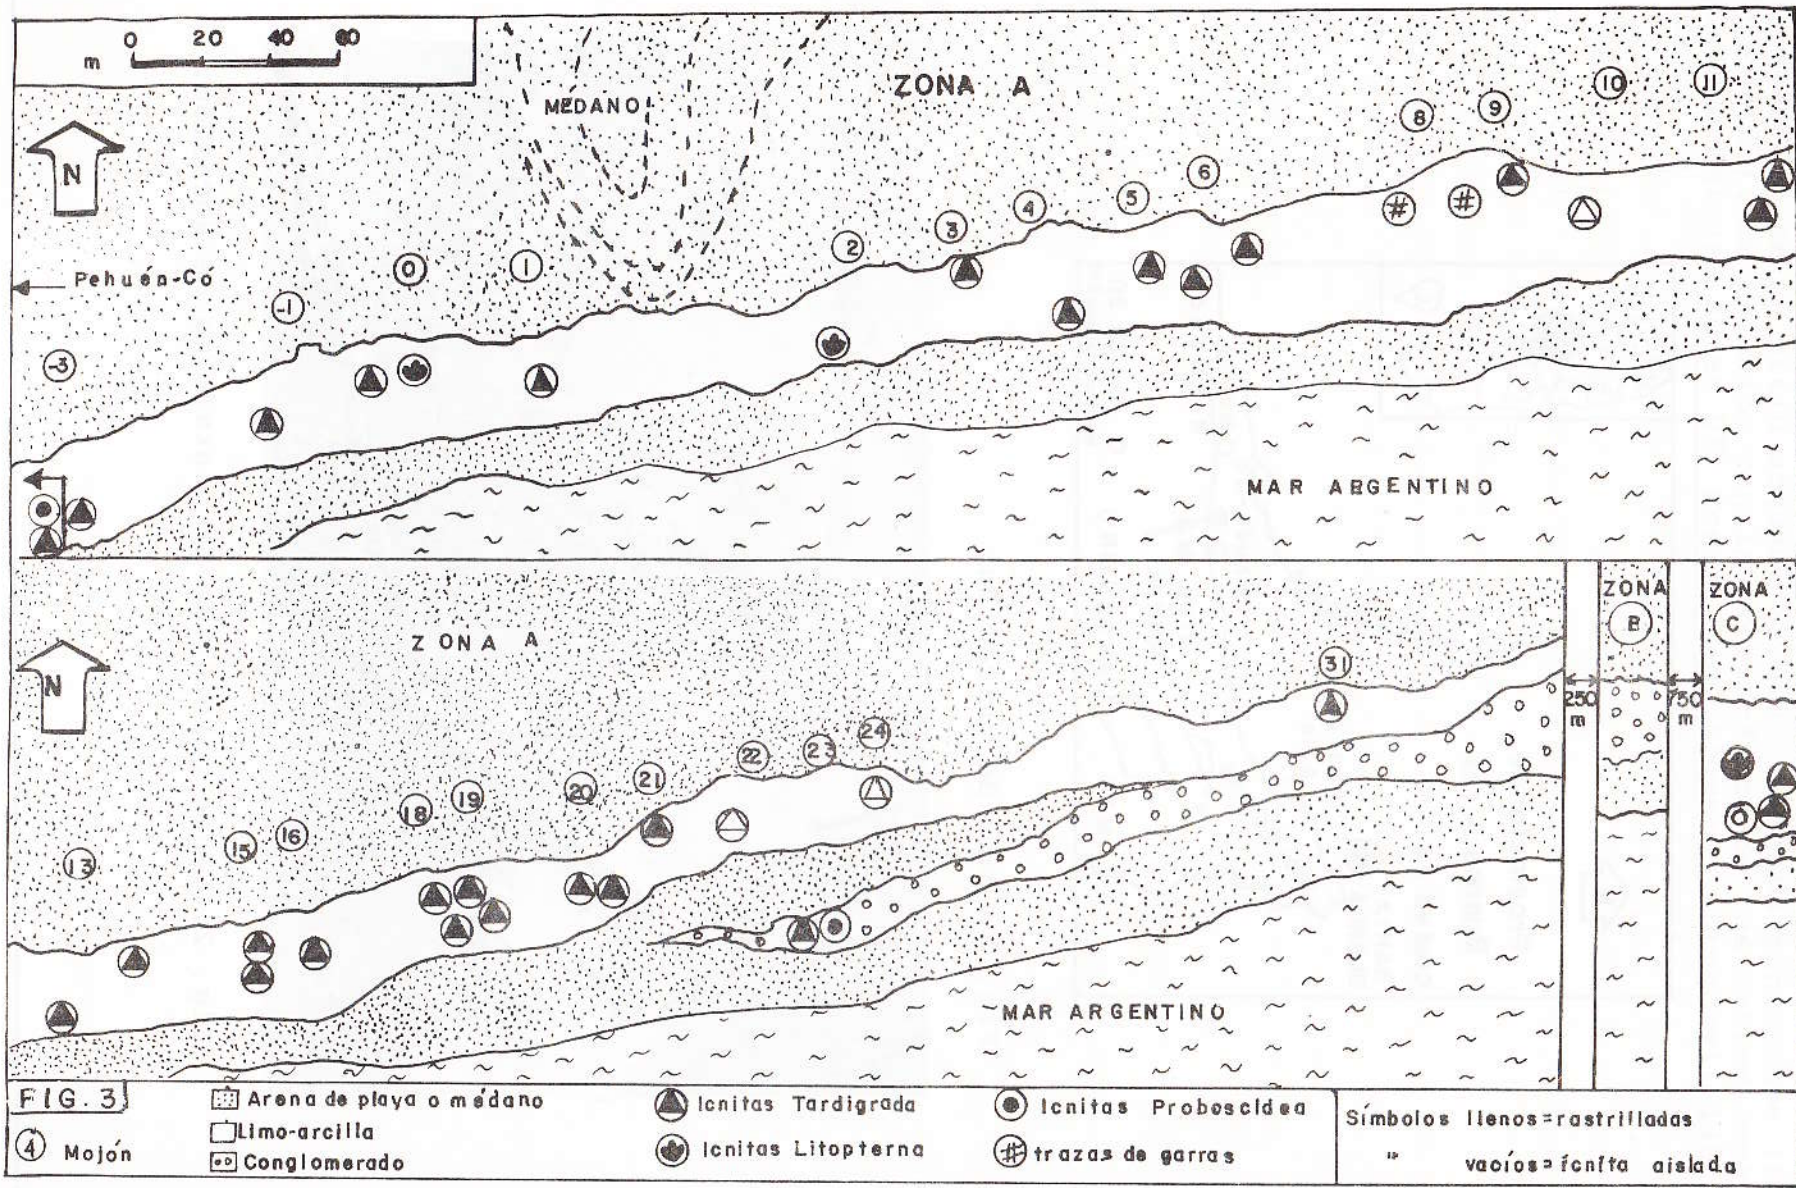 0 20 40 60
m
ZONA A
MEDANO
N
Pehuén-Có
-3
-1
0
1
2
3
4
5
6
8
9
10
11
MAR ARGENTINO
ZONA A
N
13
15
16
18
19
20
21
22
23
24
31
250
m
ZONA
B
750
m
ZONA
C
MAR ARGENTINO
FIG. 3
4 Mojón
Arena de playa o médano
Limo-arcilla
Conglomerado
Icnitas Tardigrada
Icnitas Litopterna
Icnitas Proboscidea
trazas de garras
Símbolos llenos=rastrilladas
" vacíos= icnita aislada